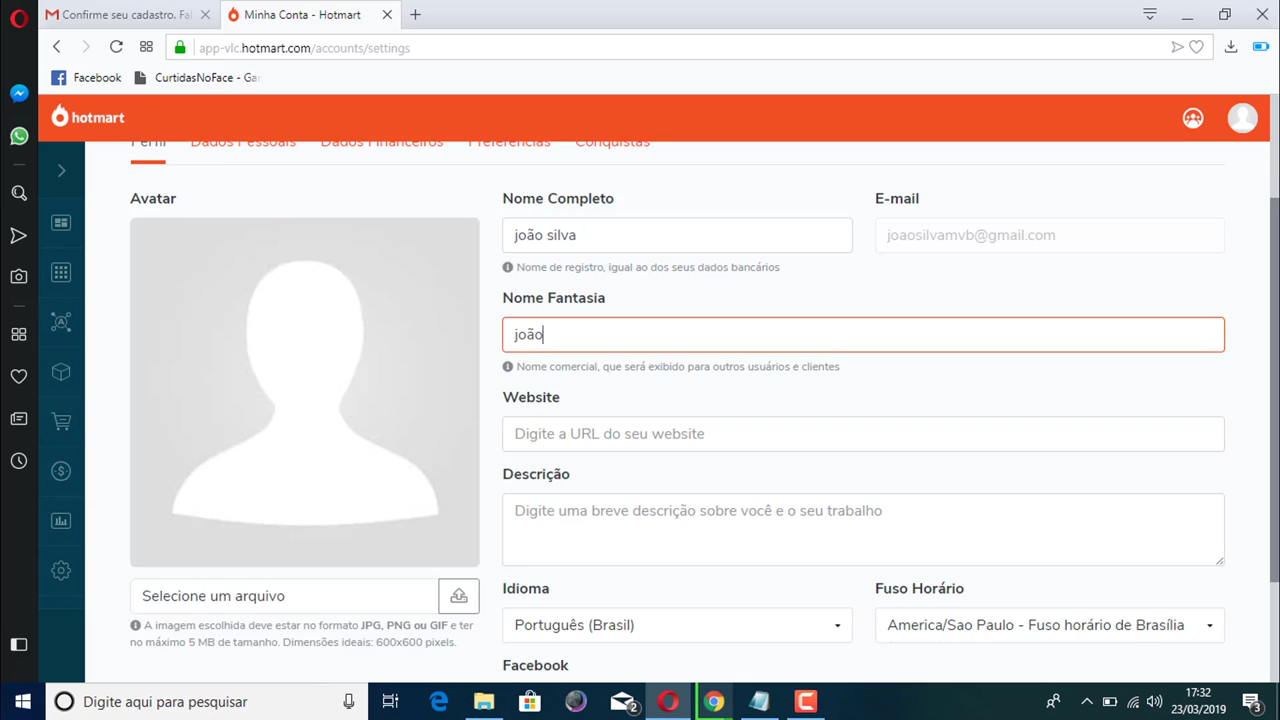 Confirme seu cadastro. Fal
Minha Conta - Hotmart
app-vlc.hotmart.com/accounts/settings
Facebook
CurtidasNoFace - Gan
hotmart
Perfil
Dados Pessoais
Dados Financeiros
Preferências
Conquistas
Avatar
Nome Completo
E-mail
joão silva
joaosilvamvb@gmail.com
Nome de registro, igual ao dos seus dados bancários
Nome Fantasia
joão
Nome comercial, que será exibido para outros usuários e clientes
Website
Digite a URL do seu website
Descrição
Digite uma breve descrição sobre você e o seu trabalho
Selecione um arquivo
A imagem escolhida deve estar no formato JPG, PNG ou GIF e ter
no máximo 5 MB de tamanho. Dimensões ideais: 600x600 pixels.
Idioma
Fuso Horário
Português (Brasil)
America/Sao Paulo - Fuso horário de Brasília
Facebook
Digite aqui para pesquisar
2
17:32
23/03/2019
3